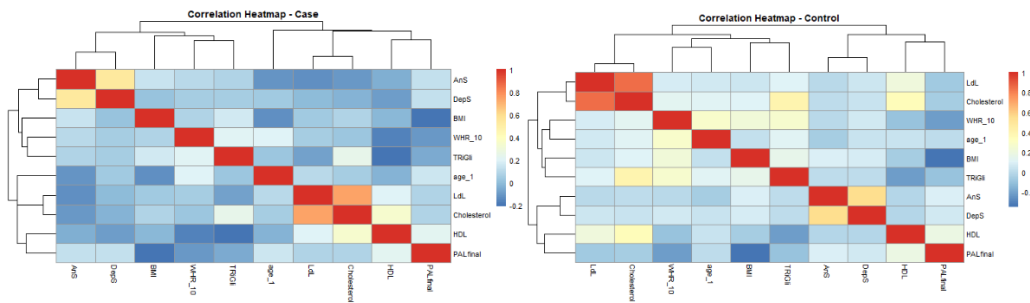 Correlation Heatmap - Case
AnS
DepS
BMI
WHR_10
TRiGli
age_1
LdL
Cholesterol
HDL
PALfinal
1
0.8
0.6
0.4
0.2
0
-0.2
AnS
DepS
BMI
WHR_10
TRiGli
age_1
LdL
Cholesterol
HDL
PALfinal
Correlation Heatmap - Control
LdL
Cholesterol
WHR_10
age_1
BMI
TRiGli
AnS
DepS
HDL
PALfinal
1
0.8
0.6
0.4
0.2
0
-0.2
LdL
Cholesterol
WHR_10
age_1
BMI
TRiGli
AnS
DepS
HDL
PALfinal